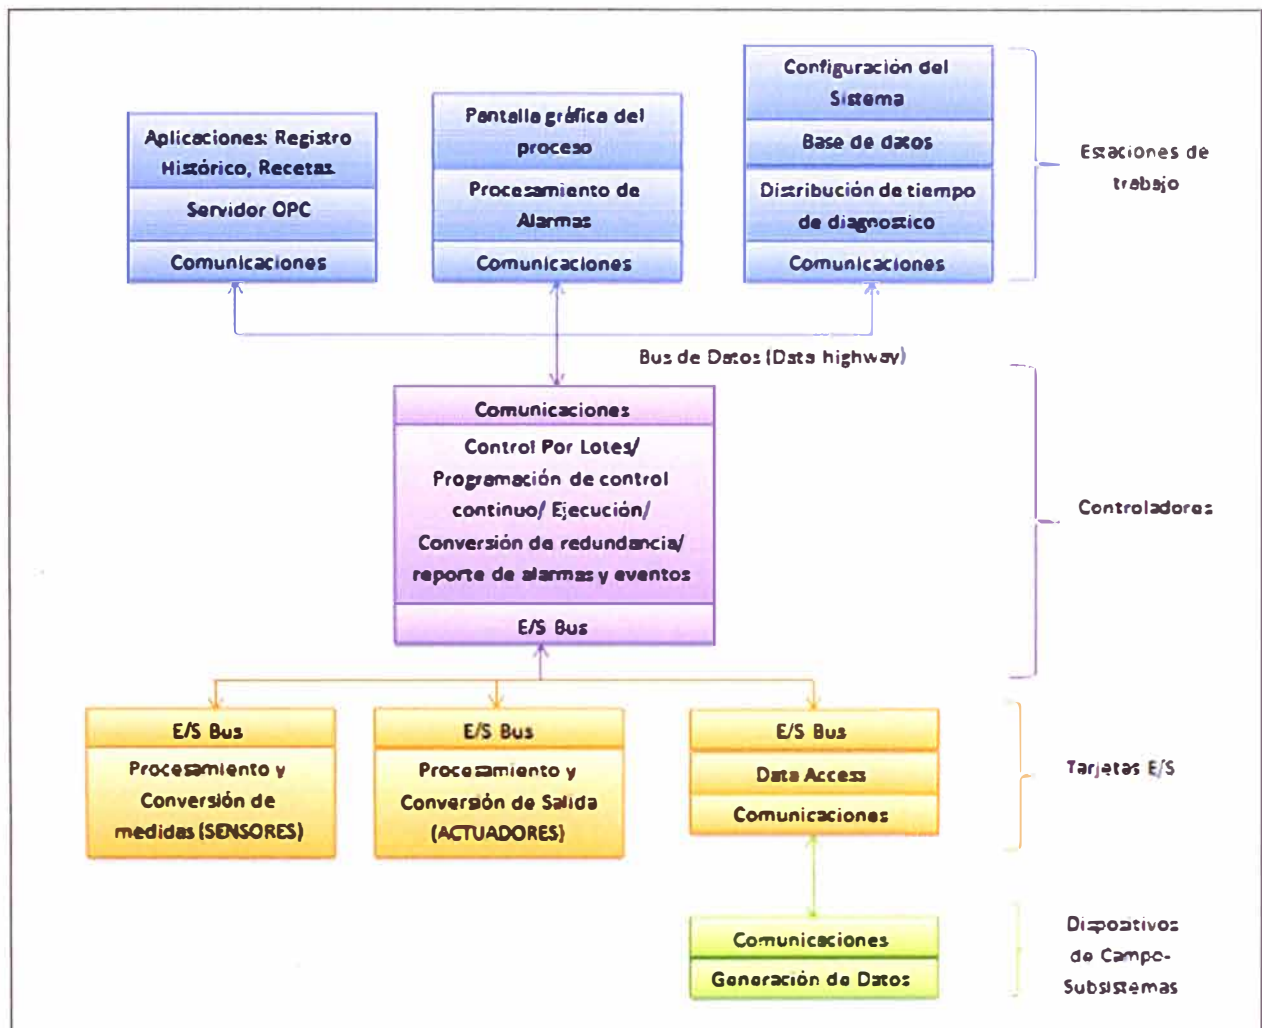 Configuración del
Sistema
Base de datos
Distribución de tiempo
de diagnostico
Comunicaciones
Pantalla gráfica del
proceso
Procesamiento de
Alarmas
Comunicaciones
Aplicaciones: Registro
Histórico, Recetas
Servidor OPC
Comunicaciones
Estaciones de
trabajo
Bus de Datos (Data highway)
Comunicaciones
Control Por Lotes/
Programación de control
continuo/ Ejecución/
Conversión de redundancia/
reporte de alarmas y eventos
E/S Bus
Controladores
E/S Bus
Procesamiento y
Conversión de
medidas (SENSORES)
E/S Bus
Procesamiento y
Conversión de Salida
(ACTUADORES)
E/S Bus
Data Access
Comunicaciones
Tarjetas E/S
Comunicaciones
Generación de Datos
Dispositivos
de Campo-
Subsistemas